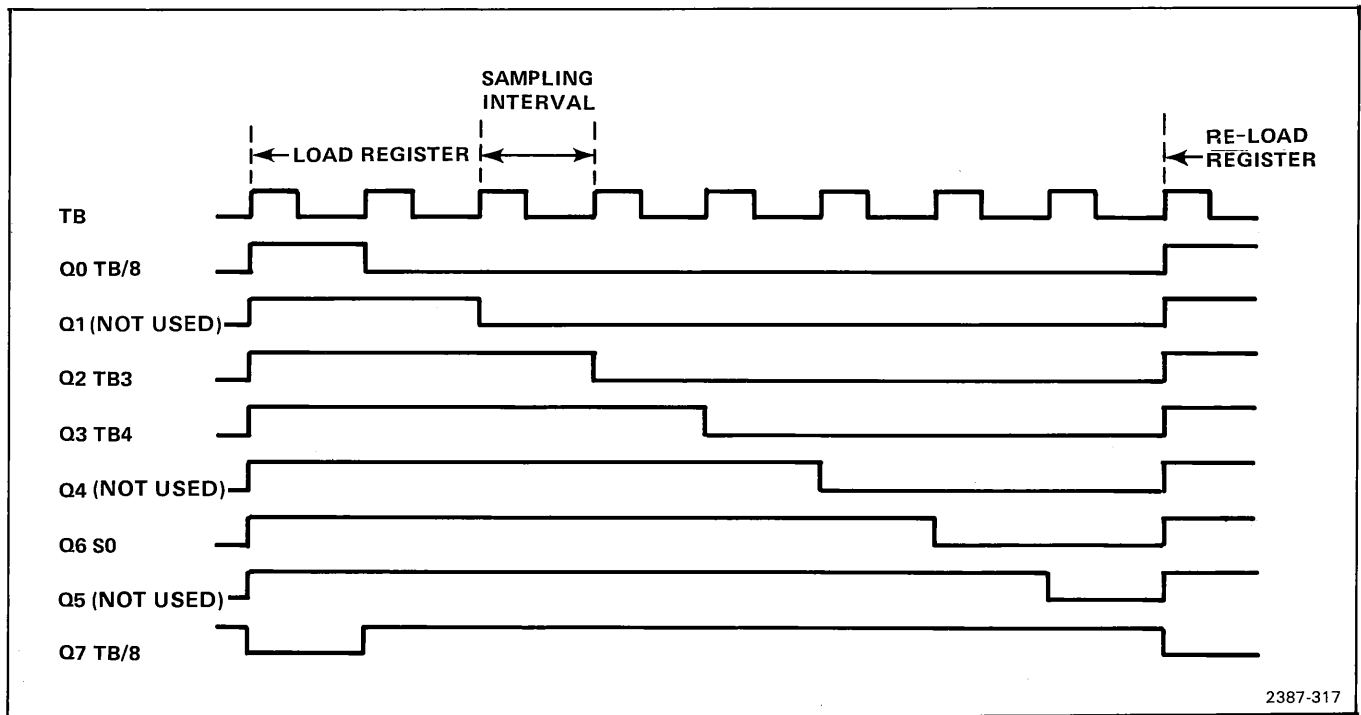 SAMPLING
INTERVAL
LOAD REGISTER
RE-LOAD
REGISTER
TB
Q0 TB/8
Q1 (NOT USED)
Q2 TB3
Q3 TB4
Q4 (NOT USED)
Q6 S0
Q5 (NOT USED)
Q7 TB/8
2387-317